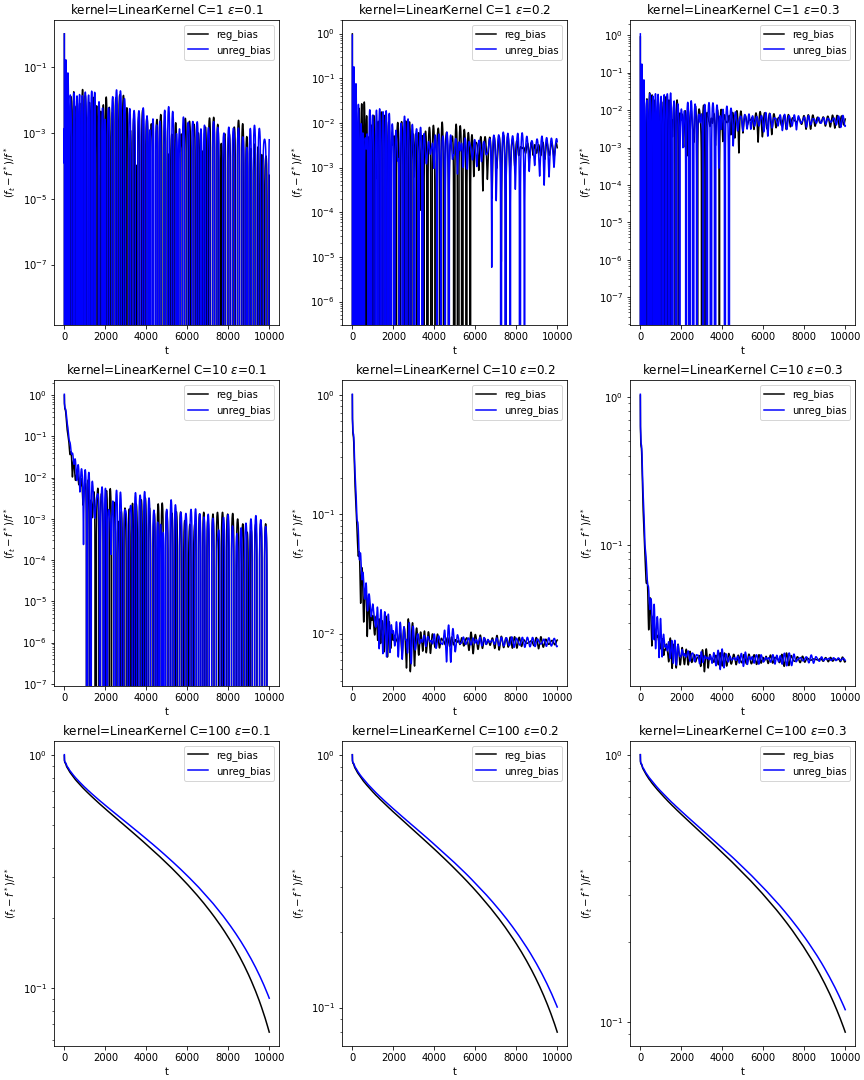 kernel=LinearKernel C=1 ε=0.1
reg_bias
unreg_bias
10⁻¹
10⁻³
10⁻⁵
10⁻⁷
(fₜ − f*)/f*
0 2000 4000 6000 8000 10000
t
kernel=LinearKernel C=1 ε=0.2
reg_bias
unreg_bias
10⁰
10⁻¹
10⁻²
10⁻³
10⁻⁴
10⁻⁵
10⁻⁶
(fₜ − f*)/f*
0 2000 4000 6000 8000 10000
t
kernel=LinearKernel C=1 ε=0.3
reg_bias
unreg_bias
10⁰
10⁻¹
10⁻²
10⁻³
10⁻⁴
10⁻⁵
10⁻⁶
10⁻⁷
(fₜ − f*)/f*
0 2000 4000 6000 8000 10000
t
kernel=LinearKernel C=10 ε=0.1
reg_bias
unreg_bias
10⁰
10⁻¹
10⁻²
10⁻³
10⁻⁴
10⁻⁵
10⁻⁶
10⁻⁷
(fₜ − f*)/f*
0 2000 4000 6000 8000 10000
t
kernel=LinearKernel C=10 ε=0.2
reg_bias
unreg_bias
10⁰
10⁻¹
10⁻²
(fₜ − f*)/f*
0 2000 4000 6000 8000 10000
t
kernel=LinearKernel C=10 ε=0.3
reg_bias
unreg_bias
10⁰
10⁻¹
(fₜ − f*)/f*
0 2000 4000 6000 8000 10000
t
kernel=LinearKernel C=100 ε=0.1
reg_bias
unreg_bias
10⁰
10⁻¹
(fₜ − f*)/f*
0 2000 4000 6000 8000 10000
t
kernel=LinearKernel C=100 ε=0.2
reg_bias
unreg_bias
10⁰
10⁻¹
(fₜ − f*)/f*
0 2000 4000 6000 8000 10000
t
kernel=LinearKernel C=100 ε=0.3
reg_bias
unreg_bias
10⁰
10⁻¹
(fₜ − f*)/f*
0 2000 4000 6000 8000 10000
t